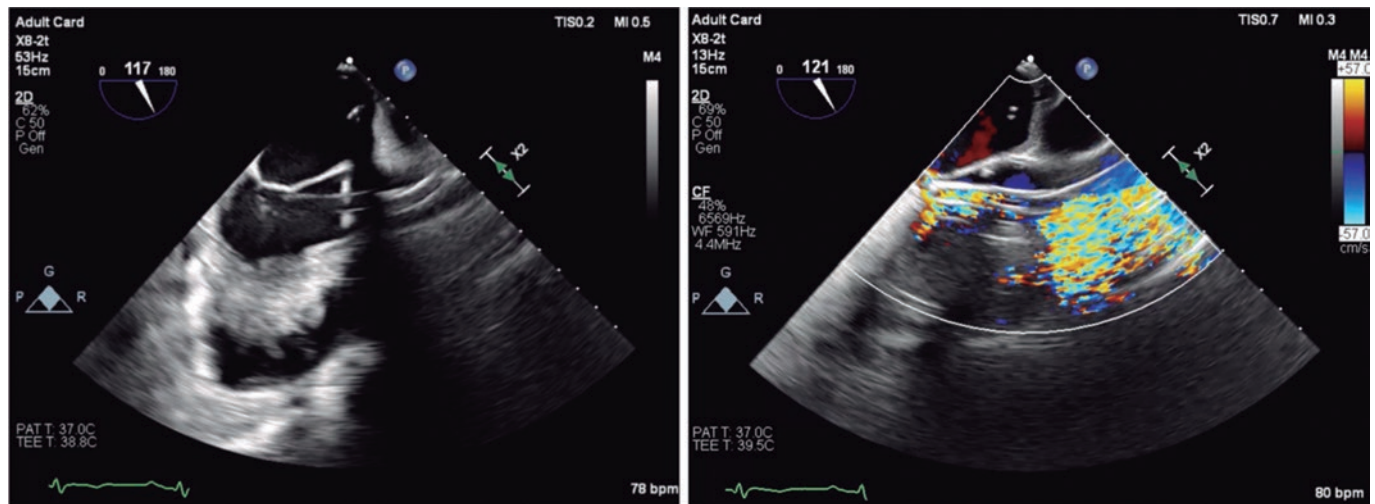 Adult Card
TIS0.2 MI 0.5
X8-2t
53Hz
15cm
0 117 180
M4
2D
62%
C 50
P Off
Gen
P
X2
G
P R
PAT T: 37.0C
TEE T: 38.8C
78 bpm
Adult Card
TIS0.7 MI 0.3
X8-2t
13Hz
15cm
0 121 180
M4 M4
+57.0
2D
69%
C 50
P Off
Gen
P
X2
CF
48%
6569Hz
WF 591Hz
4.4MHz
-57.0
cm/s
G
P R
PAT T: 37.0C
TEE T: 39.5C
80 bpm